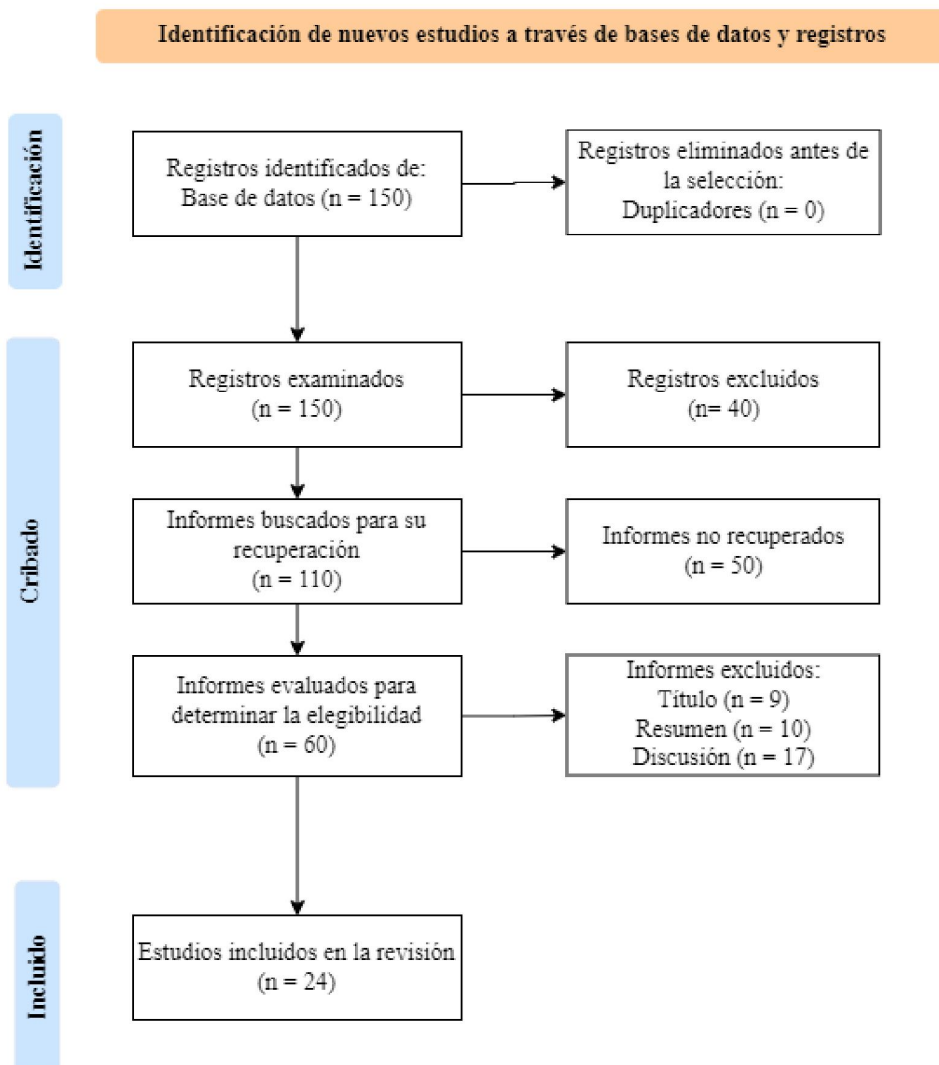 Identificación de nuevos estudios a través de bases de datos y registros
Identificación
Registros identificados de:
Base de datos (n = 150)
Registros eliminados antes de
la selección:
Duplicadores (n = 0)
Cribado
Registros examinados
(n = 150)
Registros excluidos
(n= 40)
Informes buscados para su
recuperación
(n = 110)
Informes no recuperados
(n = 50)
Informes evaluados para
determinar la elegibilidad
(n = 60)
Informes excluidos:
Título (n = 9)
Resumen (n = 10)
Discusión (n = 17)
Incluido
Estudios incluidos en la revisión
(n = 24)